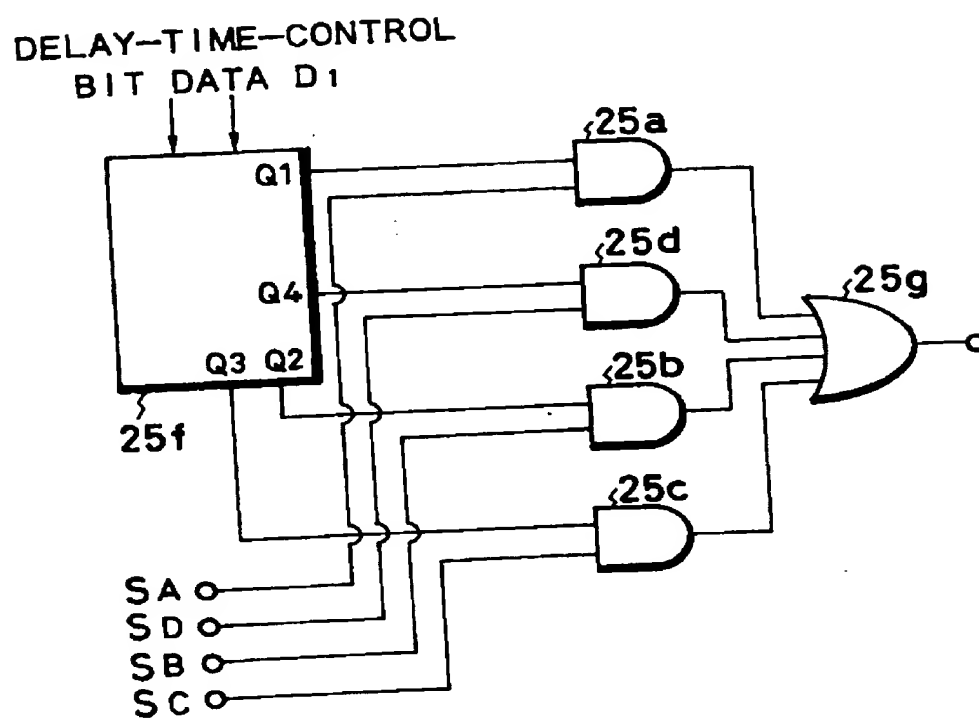 DELAY-TIME-CONTROL
BIT DATA D1
25a
Q1
25d
Q4
25g
Q3 Q2
25b
25f
25c
SA
SD
SB
SC